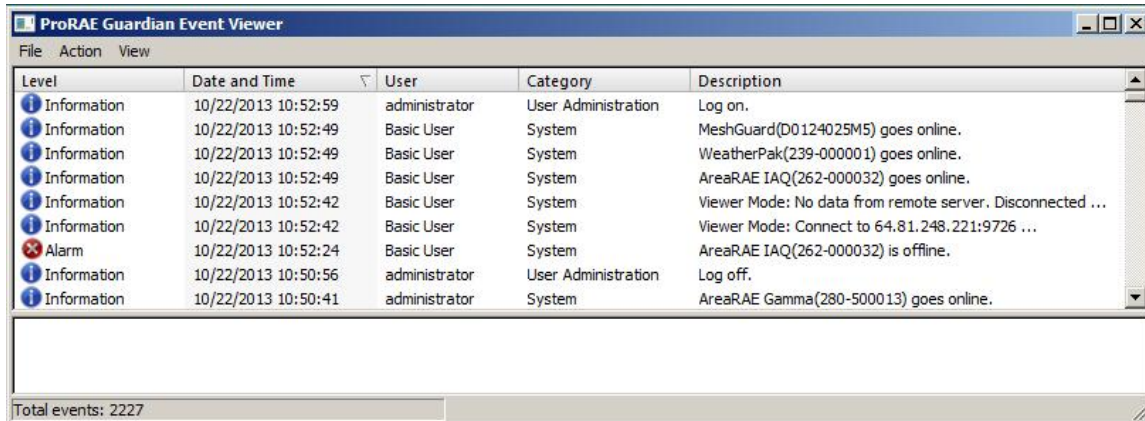 ProRAE Guardian Event Viewer
File Action View
Level Date and Time User Category Description
Information 10/22/2013 10:52:59 administrator User Administration Log on.
Information 10/22/2013 10:52:49 Basic User System MeshGuard(D0124025M5) goes online.
Information 10/22/2013 10:52:49 Basic User System WeatherPak(239-000001) goes online.
Information 10/22/2013 10:52:49 Basic User System AreaRAE IAQ(262-000032) goes online.
Information 10/22/2013 10:52:42 Basic User System Viewer Mode: No data from remote server. Disconnected ...
Information 10/22/2013 10:52:42 Basic User System Viewer Mode: Connect to 64.81.248.221:9726 ...
Alarm 10/22/2013 10:52:24 Basic User System AreaRAE IAQ(262-000032) is offline.
Information 10/22/2013 10:50:56 administrator User Administration Log off.
Information 10/22/2013 10:50:41 administrator System AreaRAE Gamma(280-500013) goes online.
Total events: 2227